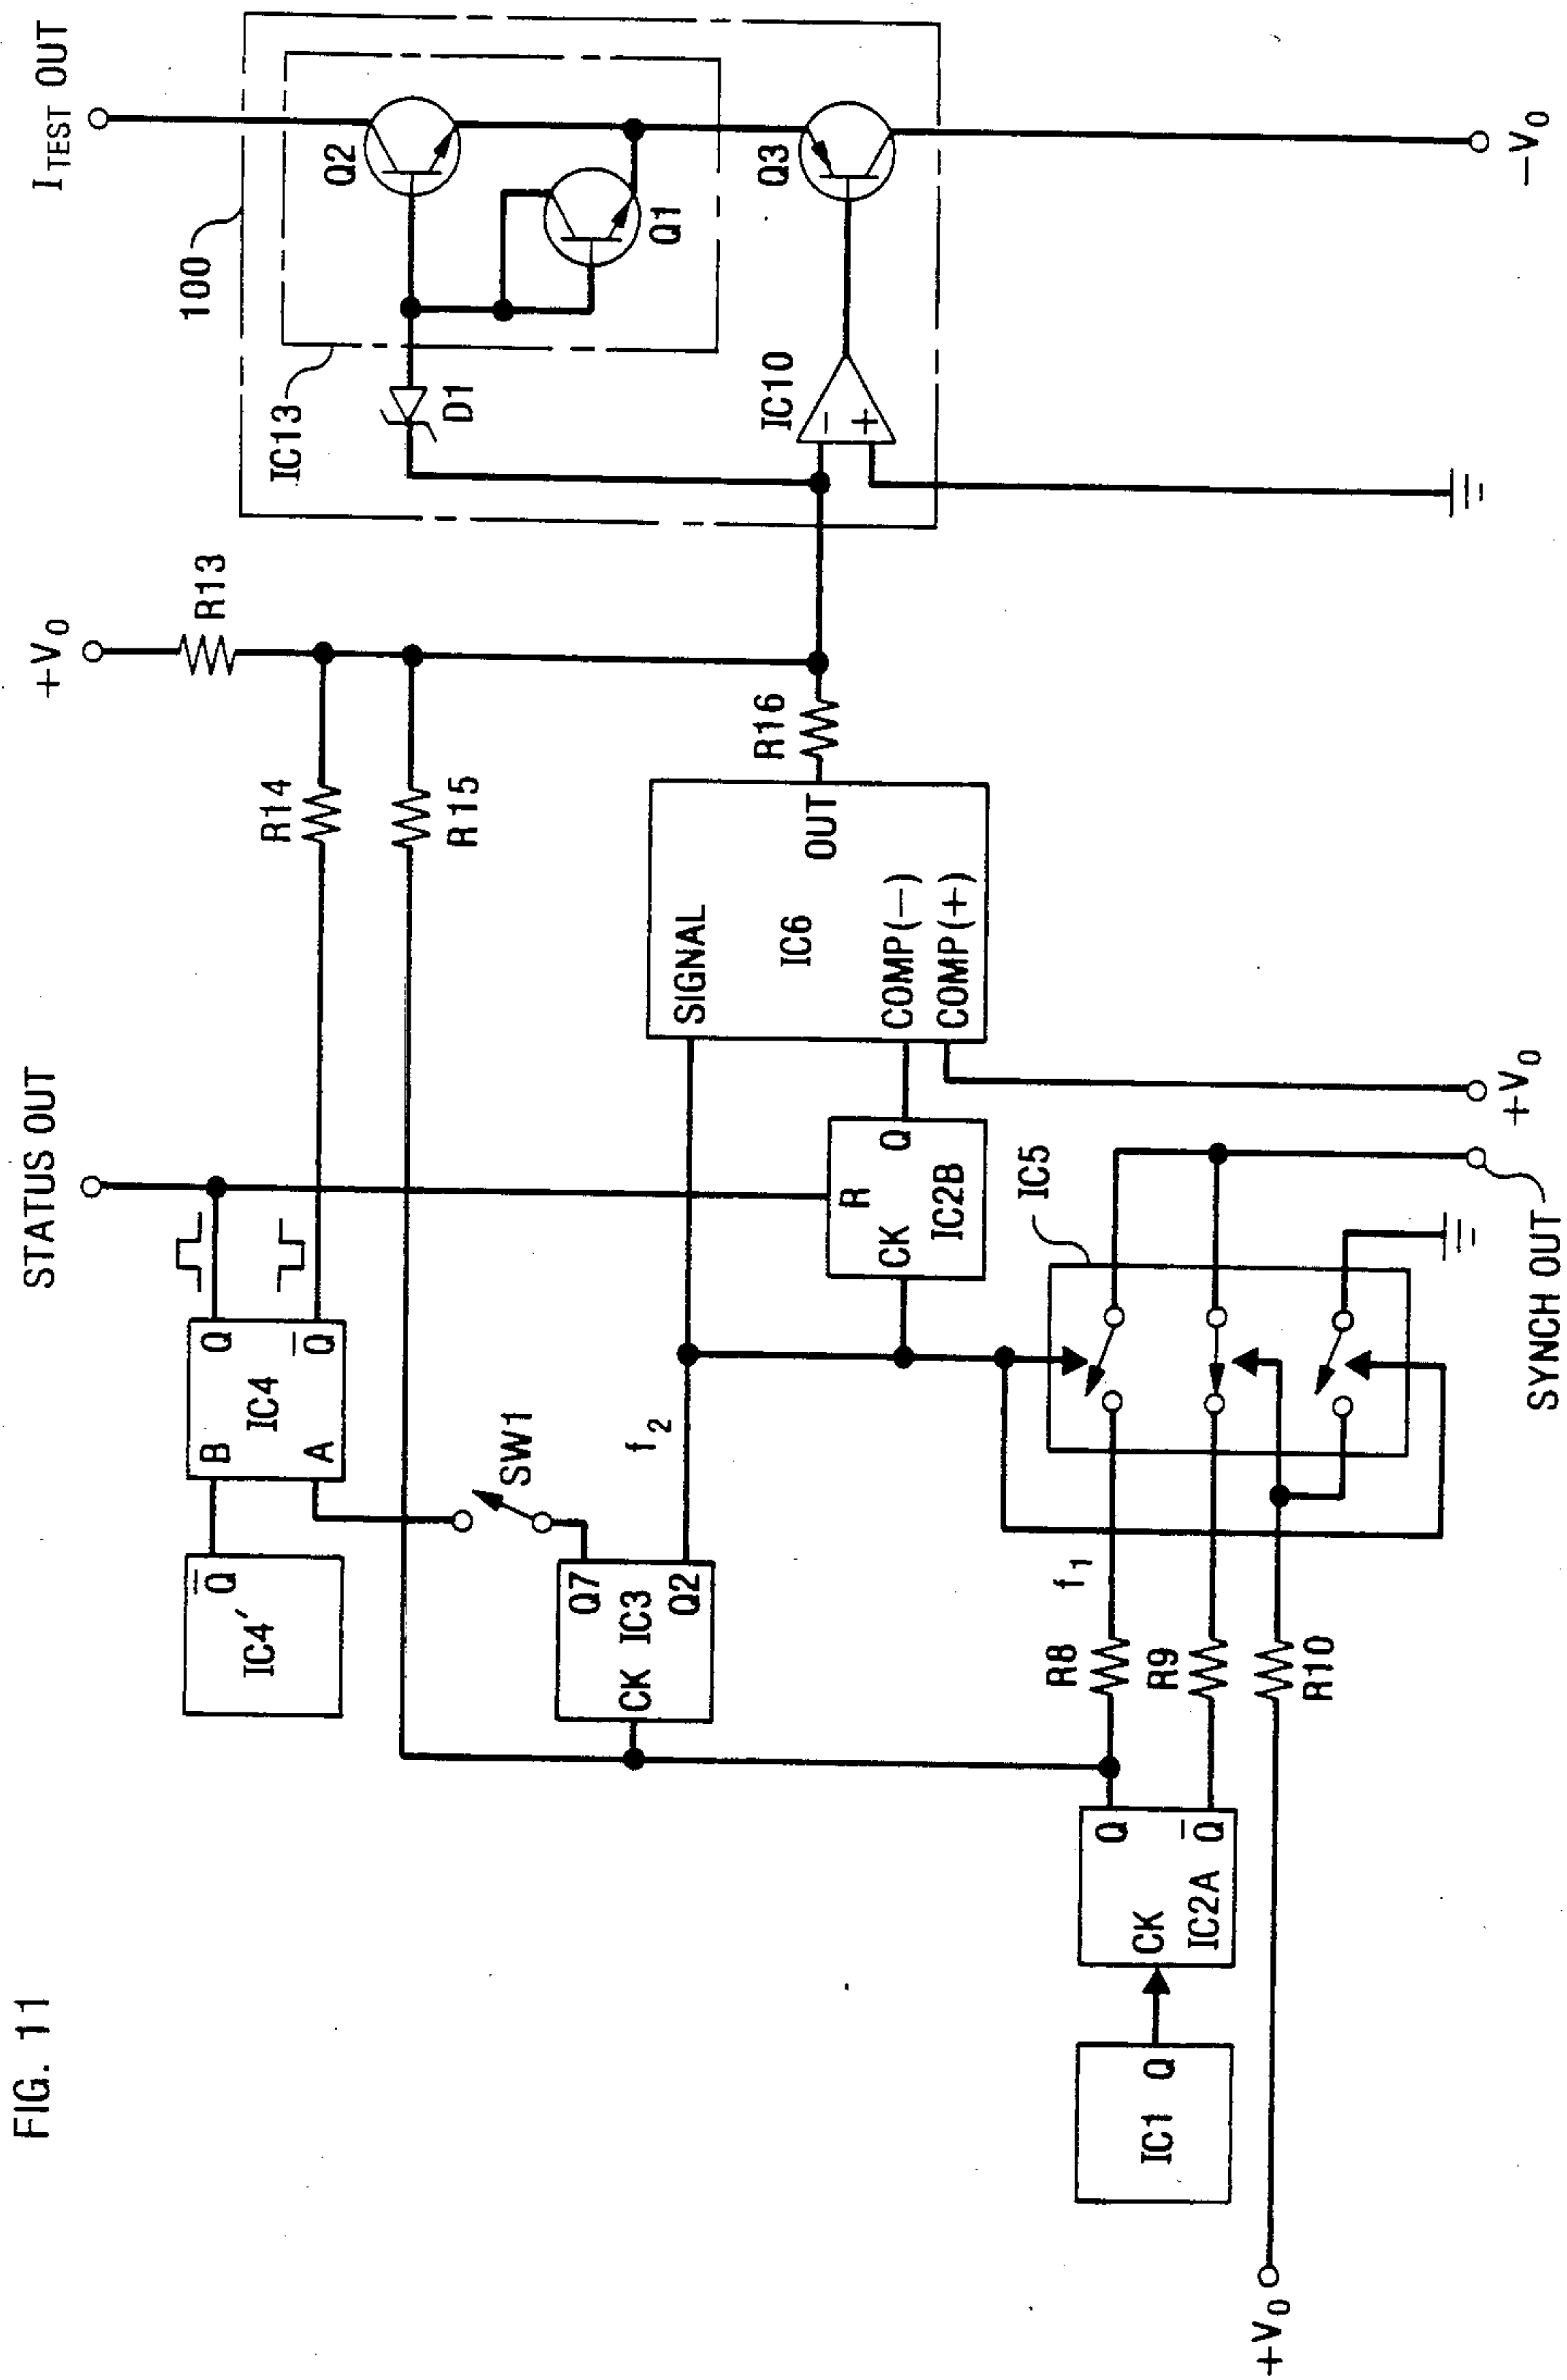 FIG. 11
STATUS OUT
+V₀
I_TEST OUT
100
IC13
Q2
Q1
D1
Q3
IC10
−
+
−V₀
R13
R14
R15
R16
IC4′
Q̅
B
A
IC4
Q
Q̅
SW1
CK IC3
Q7
Q2
f₂
SIGNAL
IC6
OUT
COMP(−)
COMP(+)
R
CK
Q
IC2B
IC5
IC1 Q
CK
IC2A
Q
Q̅
R8
f₁
R9
R10
+V₀
SYNCH OUT
+V₀